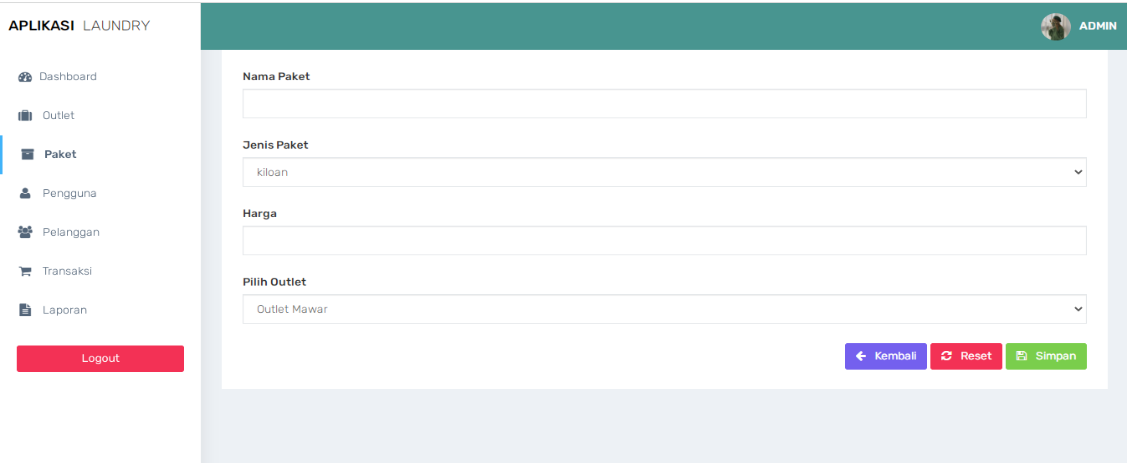 APLIKASI LAUNDRY
ADMIN
Dashboard
Outlet
Paket
Pengguna
Pelanggan
Transaksi
Laporan
Logout
Nama Paket
Jenis Paket
kiloan
Harga
Pilih Outlet
Outlet Mawar
Kembali
Reset
Simpan